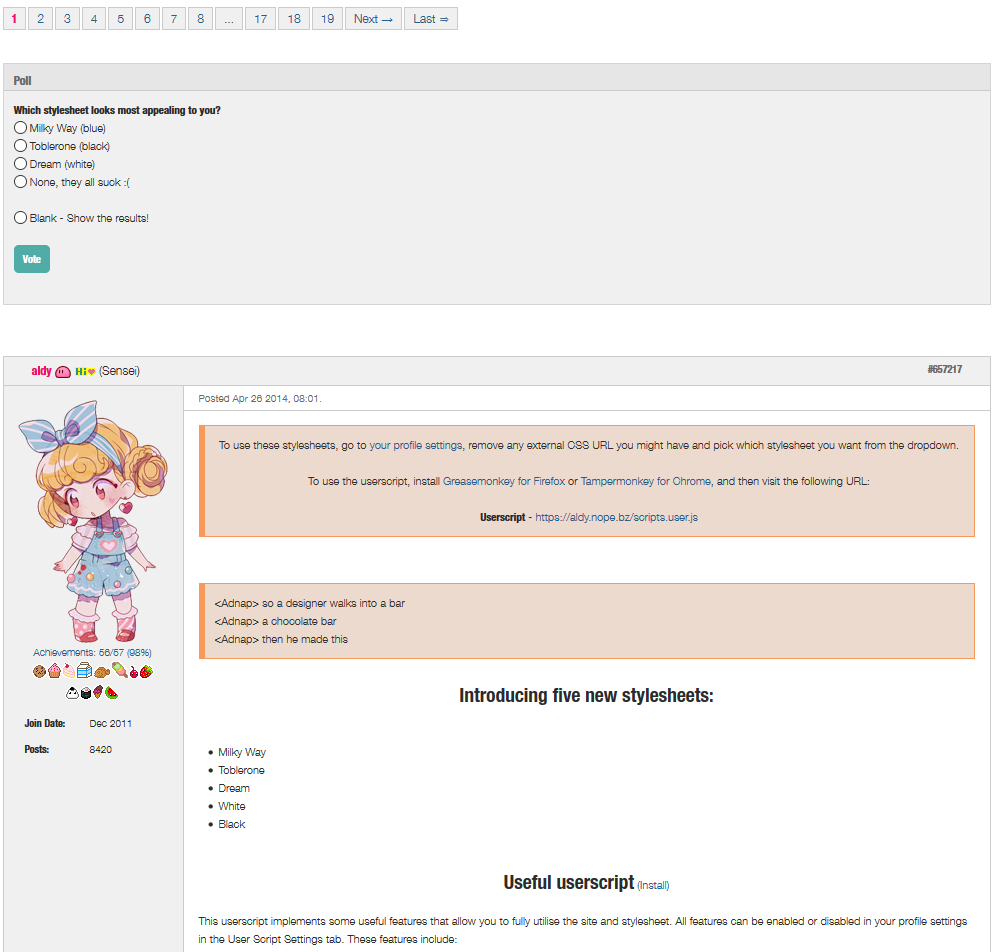 1 2 3 4 5 6 7 8 ... 17 18 19 Next → Last ⇒
Poll
Which stylesheet looks most appealing to you?
Milky Way (blue)
Toblerone (black)
Dream (white)
None, they all suck :(
Blank - Show the results!
Vote
aldy Hi (Sensei) #657217
Posted Apr 26 2014, 08:01.
To use these stylesheets, go to your profile settings, remove any external CSS URL you might have and pick which stylesheet you want from the dropdown.
To use the userscript, install Greasemonkey for Firefox or Tampermonkey for Chrome, and then visit the following URL:
Userscript - https://aldy.nope.bz/scripts.user.js
<Adnap> so a designer walks into a bar
<Adnap> a chocolate bar
<Adnap> then he made this
Achievements: 56/57 (98%)
Join Date: Dec 2011
Posts: 8420
Introducing five new stylesheets:
• Milky Way
• Toblerone
• Dream
• White
• Black
Useful userscript (Install)
This userscript implements some useful features that allow you to fully utilise the site and stylesheet. All features can be enabled or disabled in your profile settings
in the User Script Settings tab. These features include: